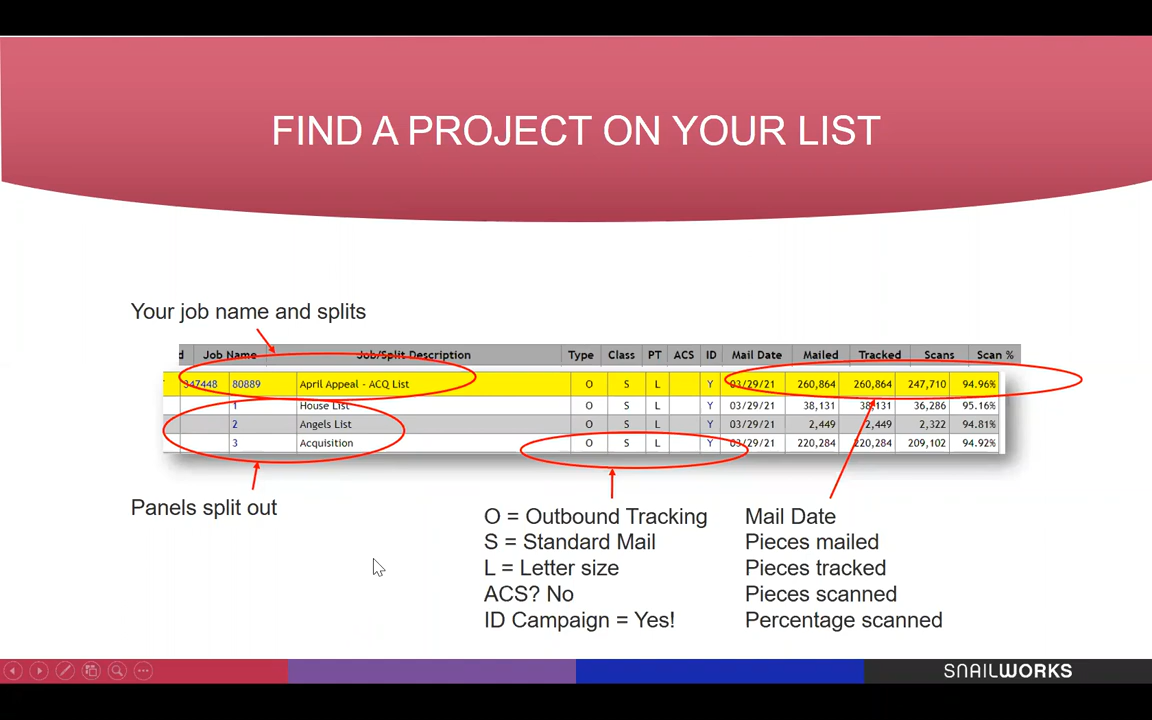 FIND A PROJECT ON YOUR LIST
Your job name and splits
d Job Name Job/Split Description Type Class PT ACS ID Mail Date Mailed Tracked Scans Scan %
347448 80889 April Appeal - ACQ List O S L Y 03/29/21 260,864 260,864 247,710 94.96%
1 House List O S L Y 03/29/21 38,131 38,131 36,286 95.16%
2 Angels List O S L Y 03/29/21 2,449 2,449 2,322 94.81%
3 Acquisition O S L Y 03/29/21 220,284 220,284 209,102 94.92%
Panels split out
O = Outbound Tracking
S = Standard Mail
L = Letter size
ACS? No
ID Campaign = Yes!
Mail Date
Pieces mailed
Pieces tracked
Pieces scanned
Percentage scanned
SNAILWORKS